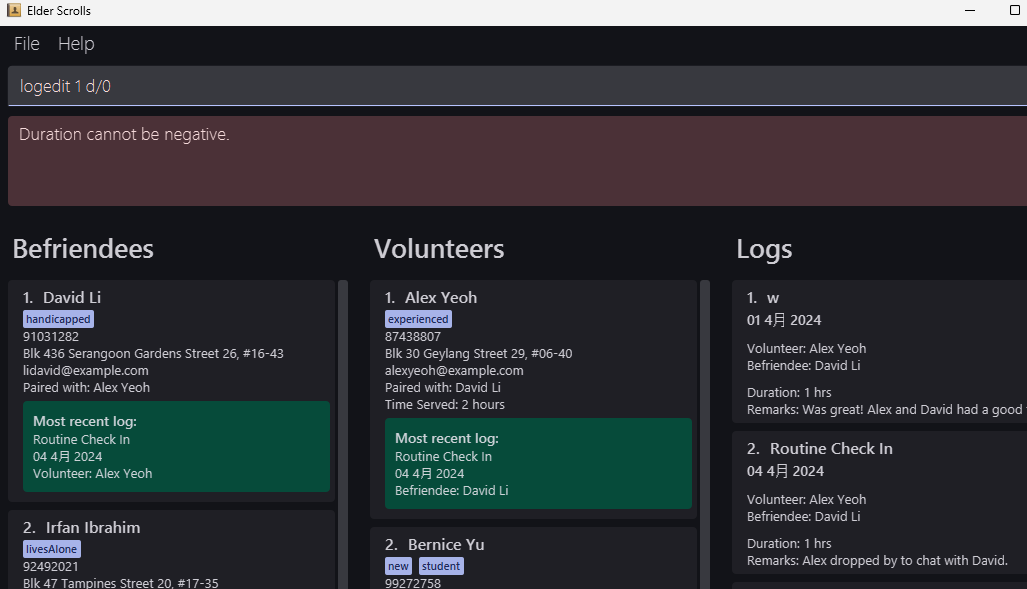 Elder Scrolls
File Help
logedit 1 d/0
Duration cannot be negative.
Befriendees
1. David Li
handicapped
91031282
Blk 436 Serangoon Gardens Street 26, #16-43
lidavid@example.com
Paired with: Alex Yeoh
Most recent log:
Routine Check In
04 4月 2024
Volunteer: Alex Yeoh
2. Irfan Ibrahim
livesAlone
92492021
Blk 47 Tampines Street 20, #17-35
Volunteers
1. Alex Yeoh
experienced
87438807
Blk 30 Geylang Street 29, #06-40
alexyeoh@example.com
Paired with: David Li
Time Served: 2 hours
Most recent log:
Routine Check In
04 4月 2024
Befriendee: David Li
2. Bernice Yu
new student
99272758
Logs
1. w
01 4月 2024
Volunteer: Alex Yeoh
Befriendee: David Li
Duration: 1 hrs
Remarks: Was great! Alex and David had a good
2. Routine Check In
04 4月 2024
Volunteer: Alex Yeoh
Befriendee: David Li
Duration: 1 hrs
Remarks: Alex dropped by to chat with David.